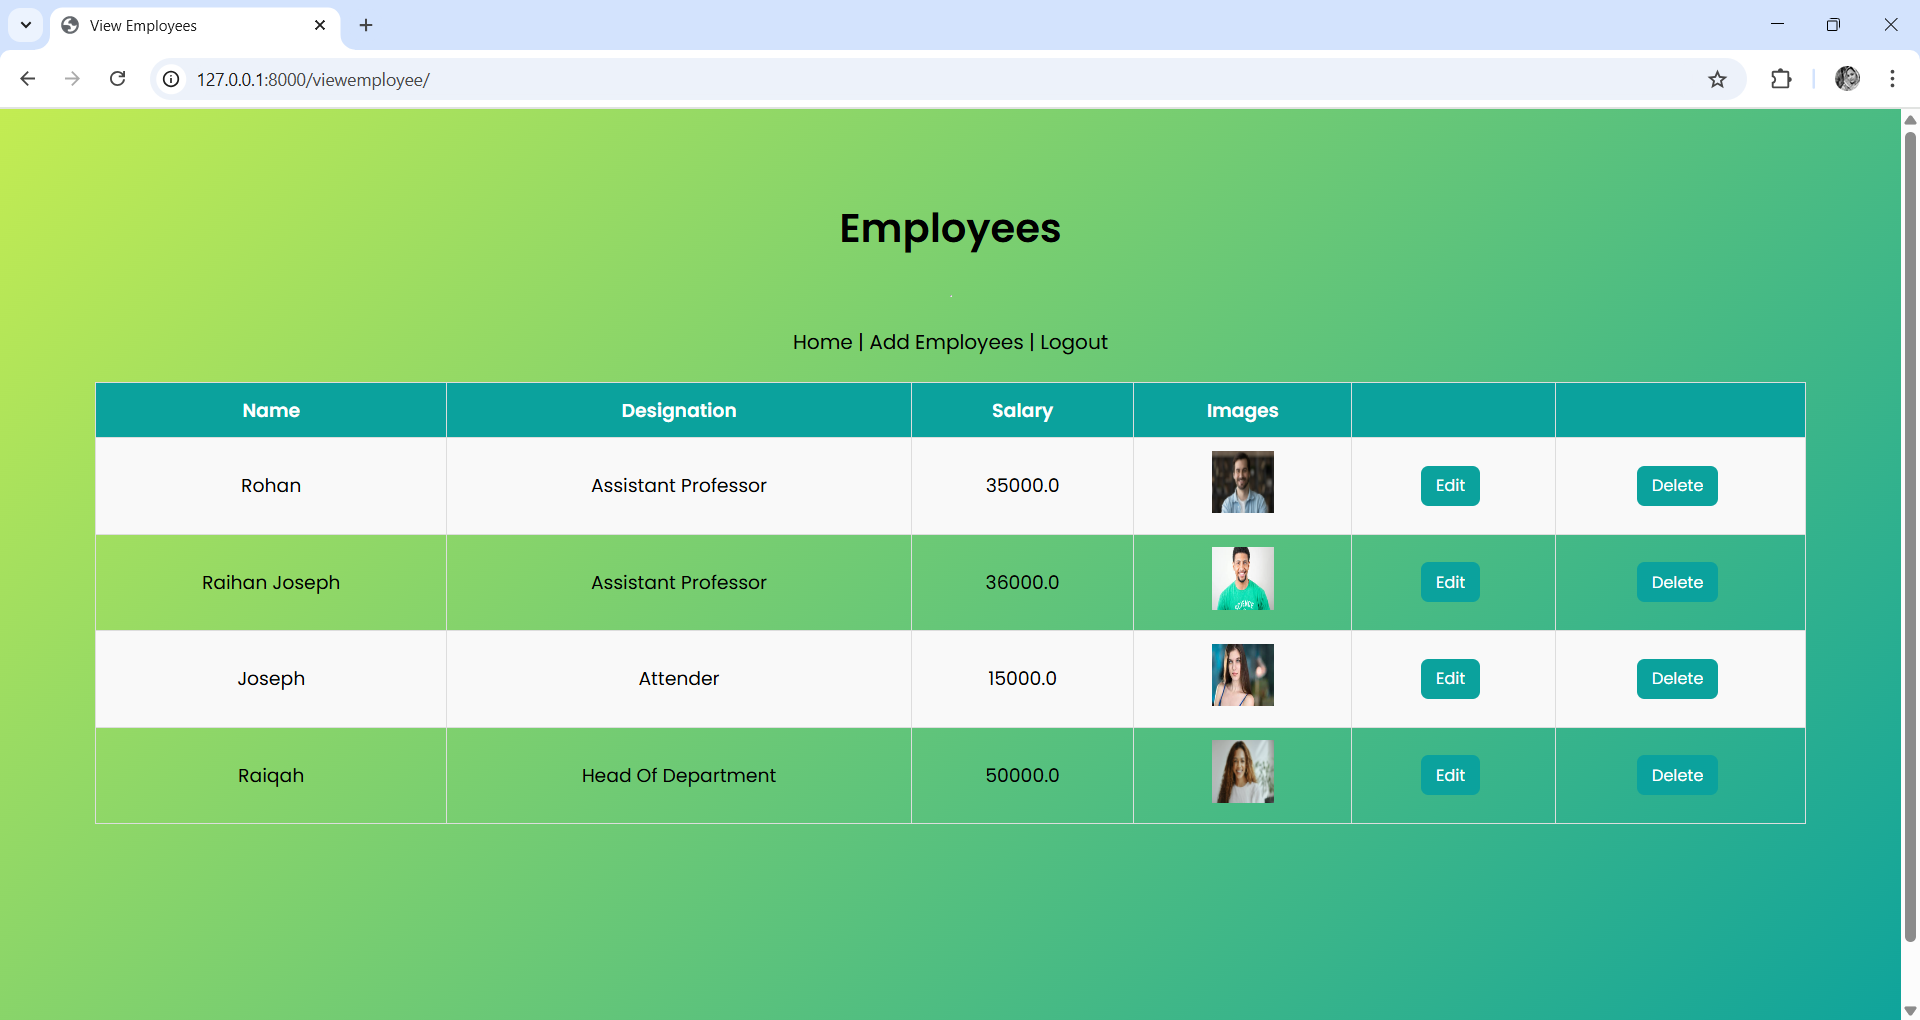 View Employees
127.0.0.1:8000/viewemployee/
Employees
Home | Add Employees | Logout
Name Designation Salary Images
Rohan Assistant Professor 35000.0 Edit Delete
Raihan Joseph Assistant Professor 36000.0 Edit Delete
SCIENCE
Joseph Attender 15000.0 Edit Delete
Raiqah Head Of Department 50000.0 Edit Delete